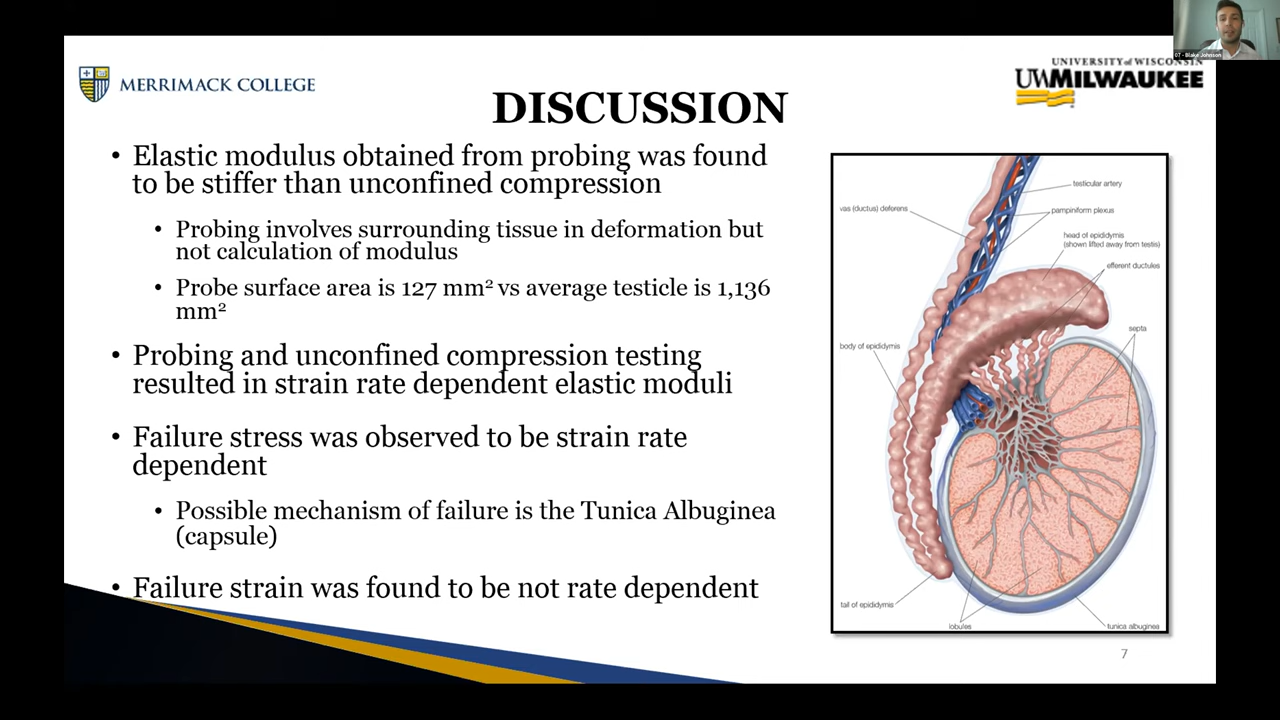 07 - Blake Johnson
MERRIMACK COLLEGE
UNIVERSITY of WISCONSIN
UWMILWAUKEE
DISCUSSION
• Elastic modulus obtained from probing was found
to be stiffer than unconfined compression
• Probing involves surrounding tissue in deformation but
not calculation of modulus
• Probe surface area is 127 mm² vs average testicle is 1,136
mm²
• Probing and unconfined compression testing
resulted in strain rate dependent elastic moduli
• Failure stress was observed to be strain rate
dependent
• Possible mechanism of failure is the Tunica Albuginea
(capsule)
• Failure strain was found to be not rate dependent
testicular artery
vas (ductus) deferens
pampiniform plexus
head of epididymis
(shown lifted away from testis)
efferent ductules
septa
body of epididymis
tail of epididymis
lobules
tunica albuginea
7